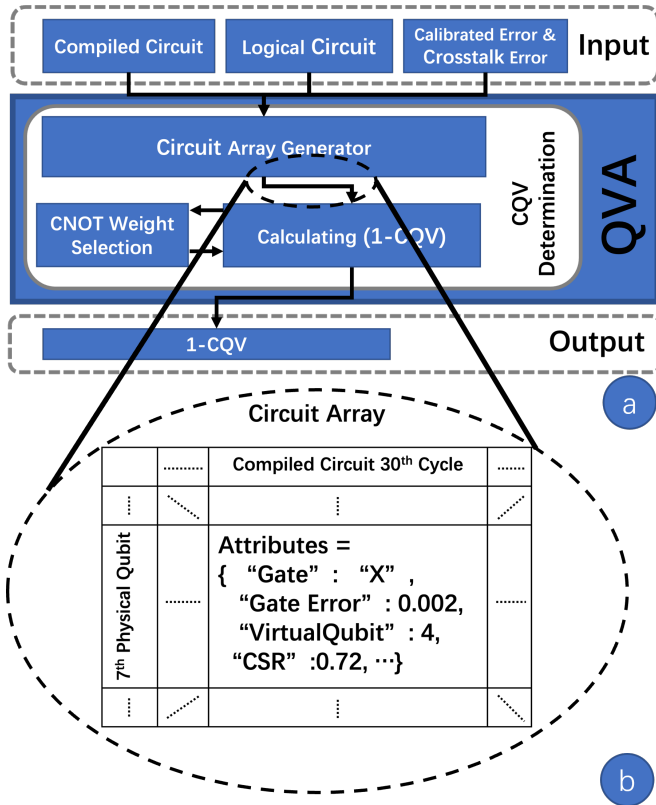 Compiled Circuit
Logical Circuit
Calibrated Error &
Crosstalk Error
Input
Circuit Array Generator
CNOT Weight
Selection
Calculating (1-CQV)
CQV
Determination
QVA
1-CQV
Output
a
Circuit Array
Compiled Circuit 30th Cycle
7th Physical Qubit
Attributes =
{ “Gate” : “X” ,
“Gate Error” : 0.002,
“VirtualQubit” : 4,
“CSR” :0.72, ···}
b